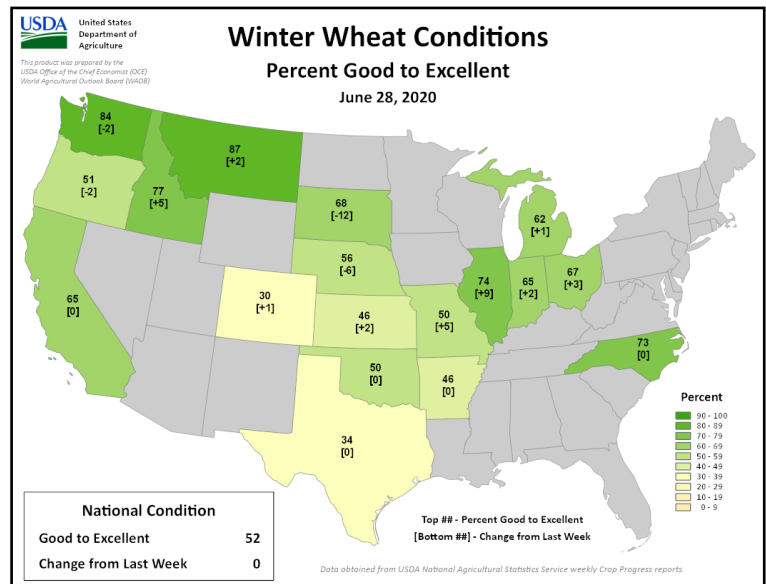 USDA
United States
Department of
Agriculture
This product was prepared by the
USDA Office of the Chief Economist (OCE)
World Agricultural Outlook Board (WAOB)
Winter Wheat Conditions
Percent Good to Excellent
June 28, 2020
84
[-2]
87
[+2]
51
[-2]
77
[+5]
68
[-12]
62
[+1]
56
[-6]
74
[+9]
65
[+2]
67
[+3]
65
[0]
30
[+1]
46
[+2]
50
[+5]
73
[0]
50
[0]
46
[0]
34
[0]
Percent
90 - 100
80 - 89
70 - 79
60 - 69
50 - 59
40 - 49
30 - 39
20 - 29
10 - 19
0 - 9
National Condition
Good to Excellent 52
Change from Last Week 0
Top ## - Percent Good to Excellent
[Bottom ##] - Change from Last Week
Data obtained from USDA National Agricultural Statistics Service weekly Crop Progress reports.